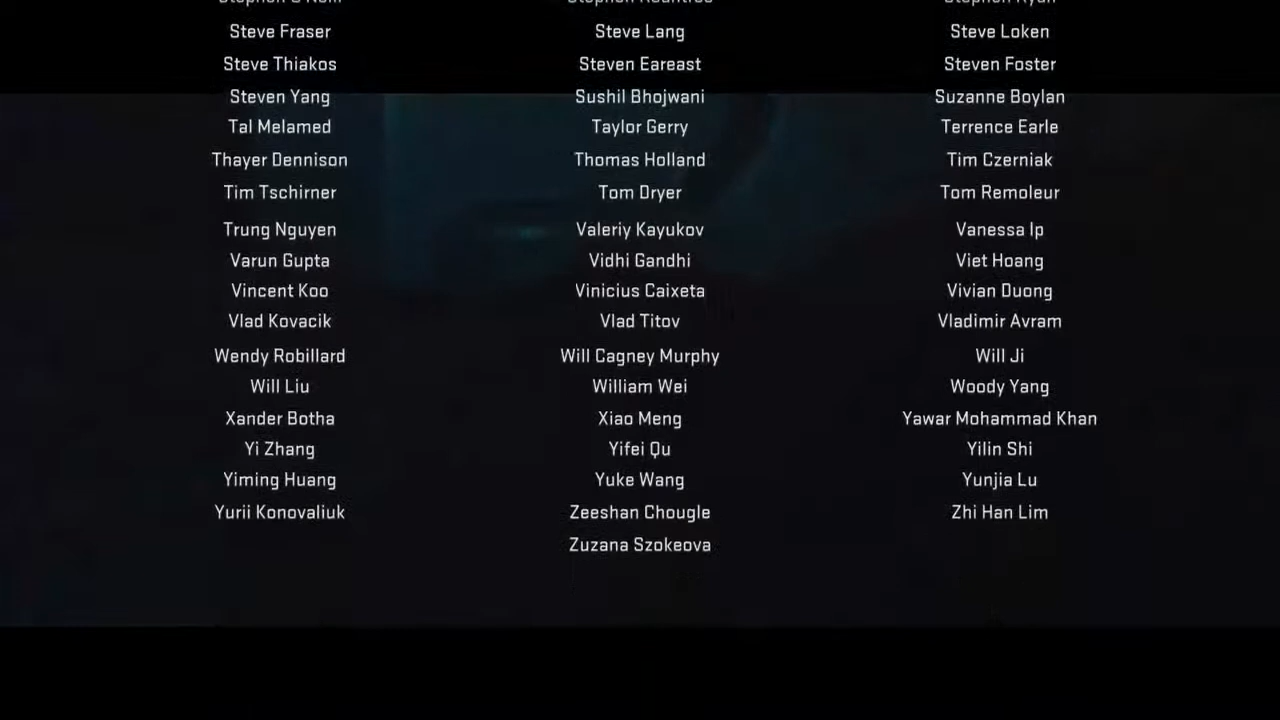 Steve Fraser Steve Lang Steve Loken
Steve Thiakos Steven Eareast Steven Foster
Steven Yang Sushil Bhojwani Suzanne Boylan
Tal Melamed Taylor Gerry Terrence Earle
Thayer Dennison Thomas Holland Tim Czerniak
Tim Tschirner Tom Dryer Tom Remoleur
Trung Nguyen Valeriy Kayukov Vanessa Ip
Varun Gupta Vidhi Gandhi Viet Hoang
Vincent Koo Vinicius Caixeta Vivian Duong
Vlad Kovacik Vlad Titov Vladimir Avram
Wendy Robillard Will Cagney Murphy Will Ji
Will Liu William Wei Woody Yang
Xander Botha Xiao Meng Yawar Mohammad Khan
Yi Zhang Yifei Qu Yilin Shi
Yiming Huang Yuke Wang Yunjia Lu
Yurii Konovaliuk Zeeshan Chougle Zhi Han Lim
Zuzana Szokeova